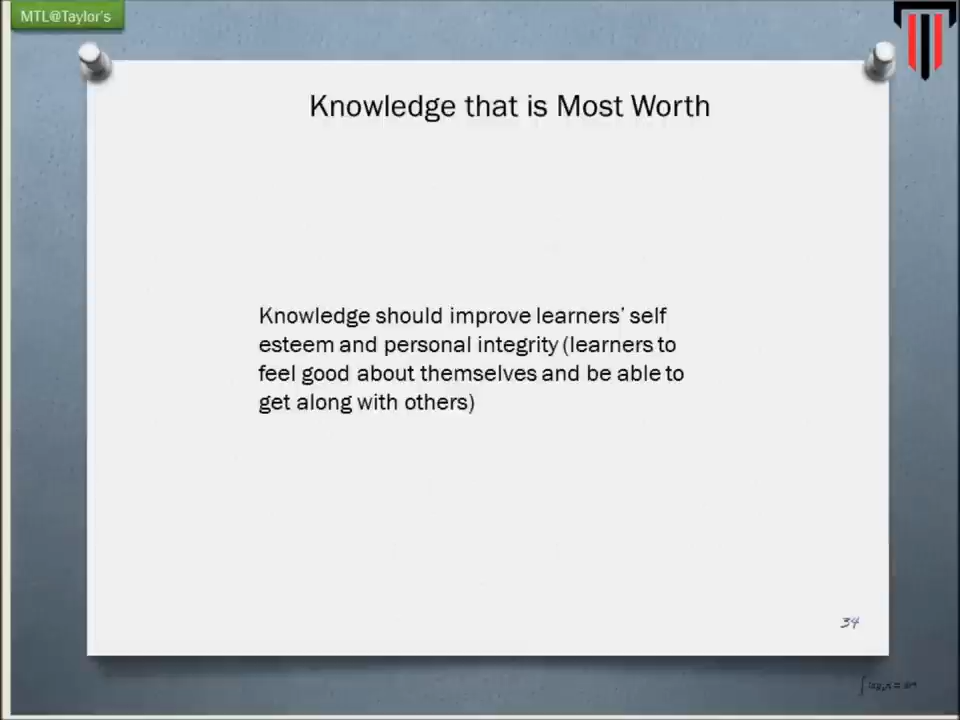 MTL@Taylor's
Knowledge that is Most Worth
Knowledge should improve learners’ self
esteem and personal integrity (learners to
feel good about themselves and be able to
get along with others)
34